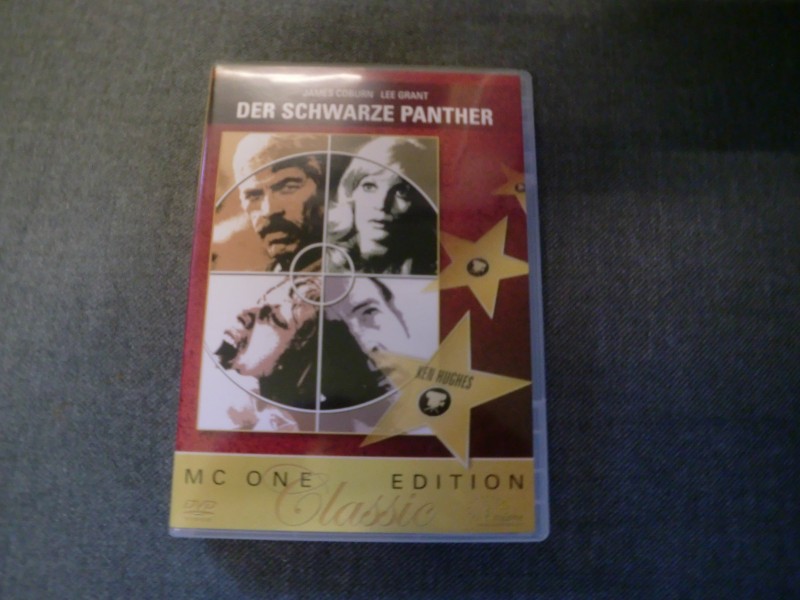 JAMES COBURN LEE GRANT
DER SCHWARZE PANTHER
KEN HUGHES
MC ONE EDITION
Classic
DVD